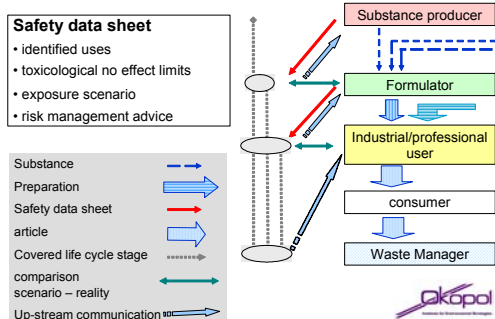 Safety data sheet
• identified uses
• toxicological no effect limits
• exposure scenario
• risk management advice
Substance
Preparation
Safety data sheet
article
Covered life cycle stage
comparison
scenario – reality
Up-stream communication
Substance producer
Formulator
Industrial/professional
user
consumer
Waste Manager
Ökopol